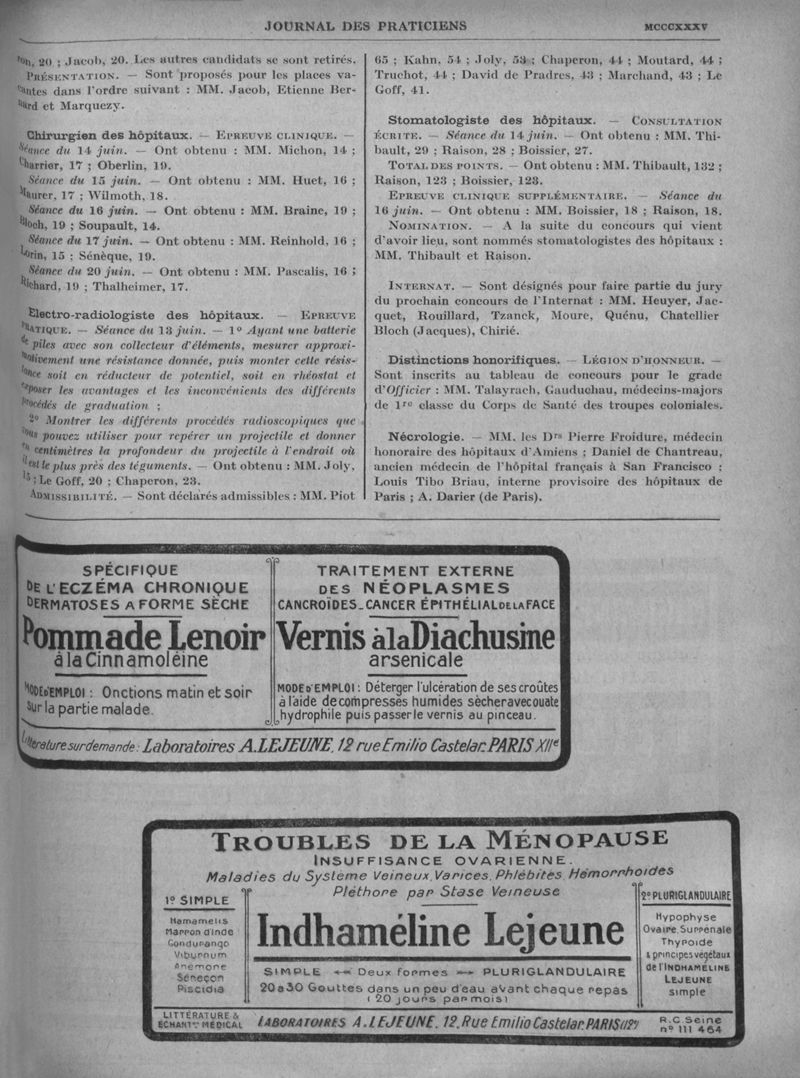 JOURNAL DES PRATICIENS
MCCCXXXV
20 ; Jacob, 20. Les autres candidats se sont retirés.
PRÉSENTATION. — Sont proposés pour les places va-
cantes dans l'ordre suivant : MM. Jacob, Etienne Ber-
nard et Marquezy.
Chirurgien des hôpitaux. — EPREUVE CLINIQUE. —
Séance du 14 juin. — Ont obtenu : MM. Michon, 14 ;
Charrier, 17 ; Oberlin, 19.
Séance du 15 juin. — Ont obtenu : MM. Huet, 16 ;
Maurer, 17 ; Wilmoth, 18.
Séance du 16 juin. — Ont obtenu : MM. Braine, 19 ;
Bloch, 19 ; Soupault, 14.
Séance du 17 juin. — Ont obtenu : MM. Reinhold, 16 ;
Lorin, 15 ; Sénèque, 19.
Séance du 20 juin. — Ont obtenu : MM. Pascalis, 16 ;
Richard, 19 ; Thalheimer, 17.
Electro-radiologiste des hôpitaux. — EPREUVE
PRATIQUE. — Séance du 13 juin. — 1º Ayant une batterie
de piles avec son collecteur d'éléments, mesurer approxi-
mativement une résistance donnée, puis monter cette résis-
tance soit en réducteur de potentiel, soit en rhéostat et
exposer les avantages et les inconvénients des différents
procédés de graduation ;
2º Montrer les différents procédés radioscopiques que
vous pouvez utiliser pour repérer un projectile et donner
en centimètres la profondeur du projectile à l'endroit où
il est le plus près des téguments. — Ont obtenu : MM. Joly,
15 ; Le Goff, 20 ; Chaperon, 23.
ADMISSIBILITÉ. — Sont déclarés admissibles : MM. Piot
65 ; Kahn, 54 ; Joly, 53 ; Chaperon, 44 ; Moutard, 44 ;
Truchot, 44 ; David de Pradres, 43 ; Marchand, 43 ; Le
Goff, 41.
Stomatologiste des hôpitaux. — CONSULTATION
ÉCRITE. — Séance du 14 juin. — Ont obtenu : MM. Thi-
bault, 29 ; Raison, 28 ; Boissier, 27.
TOTAL DES POINTS. — Ont obtenu : MM. Thibault, 132 ;
Raison, 123 ; Boissier, 123.
EPREUVE CLINIQUE SUPPLÉMENTAIRE. — Séance du
16 juin. — Ont obtenu : MM. Boissier, 18 ; Raison, 18.
NOMINATION. — A la suite du concours qui vient
d'avoir lieu, sont nommés stomatologistes des hôpitaux :
MM. Thibault et Raison.
INTERNAT. — Sont désignés pour faire partie du jury
du prochain concours de l'Internat : MM. Heuyer, Jac-
quet, Rouillard, Tzanck, Moure, Quénu, Chatellier
Bloch (Jacques), Chirié.
Distinctions honorifiques. — LÉGION D'HONNEUR. —
Sont inscrits au tableau de concours pour le grade
d'Officier : MM. Talayrach, Gauduchau, médecins-majors
de 1re classe du Corps de Santé des troupes coloniales.
Nécrologie. — MM. les Drs Pierre Froidure, médecin
honoraire des hôpitaux d'Amiens ; Daniel de Chantreau,
ancien médecin de l'hôpital français à San Francisco ;
Louis Tibo Briau, interne provisoire des hôpitaux de
Paris ; A. Darier (de Paris).
SPÉCIFIQUE
DE L'ECZÉMA CHRONIQUE
DERMATOSES A FORME SÈCHE
Pommade Lenoir
à la Cinnamoléine
MODE D'EMPLOI : Onctions matin et soir
sur la partie malade.
TRAITEMENT EXTERNE
DES NÉOPLASMES
CANCROÏDES_CANCER ÉPITHÉLIAL DE LA FACE
Vernis à la Diachusine
arsenicale
MODE D'EMPLOI : Déterger l'ulcération de ses croûtes
à l'aide de compresses humides sécher avec ouate
hydrophile puis passer le vernis au pinceau.
Littérature sur demande : Laboratoires A. LEJEUNE, 12 rue Emilio Castelar. PARIS XIIe
TROUBLES DE LA MÉNOPAUSE
INSUFFISANCE OVARIENNE.
Maladies du Système Veineux, Varices, Phlébites, Hémorrhoïdes
Pléthore par Stase Veineuse
1º SIMPLE
Hamamelis
Marron d'Inde
Condurango
Viburnum
Anémone
Séneçon
Piscidia
Indhaméline Lejeune
SIMPLE Deux formes PLURIGLANDULAIRE
20 à 30 Gouttes dans un peu d'eau avant chaque repas
(20 jours par mois)
2º PLURIGLANDULAIRE
Hypophyse
Ovaire, Surrénale
Thyroïde
& principes végétaux
de l'INDHAMÉLINE
LEJEUNE
simple
LITTÉRATURE &
ÉCHANTons MÉDICAL
LABORATOIRES A. LEJEUNE, 12, Rue Emilio Castelar. PARIS (12e)
R.C. Seine
nº 111 464